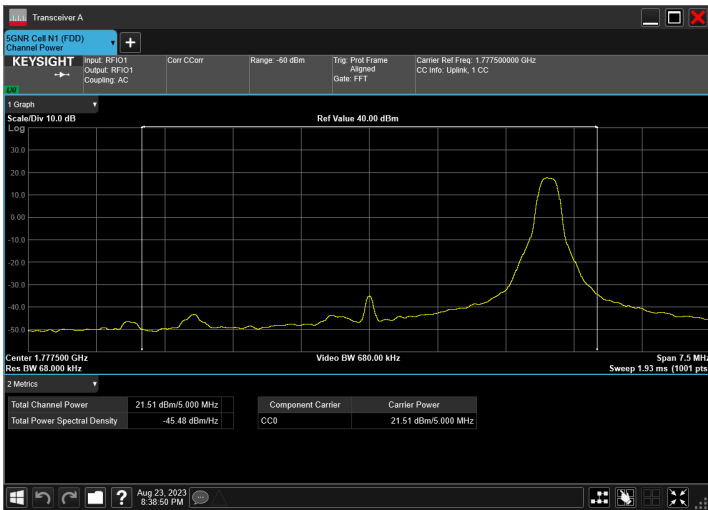 Transceiver A
5GNR Cell N1 (FDD)
Channel Power
KEYSIGHT
Input: RFIO1
Output: RFIO1
Coupling: AC
Corr CCorr
Range: -60 dBm
Trig: Prot Frame
Aligned
Gate: FFT
Carrier Ref Freq: 1.777500000 GHz
CC Info: Uplink, 1 CC
1 Graph
Scale/Div 10.0 dB
Ref Value 40.00 dBm
Log
30.0
20.0
10.0
0.00
-10.0
-20.0
-30.0
-40.0
-50.0
Center 1.777500 GHz
Video BW 680.00 kHz
Span 7.5 MHz
Res BW 68.000 kHz
Sweep 1.93 ms (1001 pts)
2 Metrics
Total Channel Power 21.51 dBm/5.000 MHz
Total Power Spectral Density -45.48 dBm/Hz
Component Carrier Carrier Power
CC0 21.51 dBm/5.000 MHz
Aug 23, 2023
8:38:50 PM